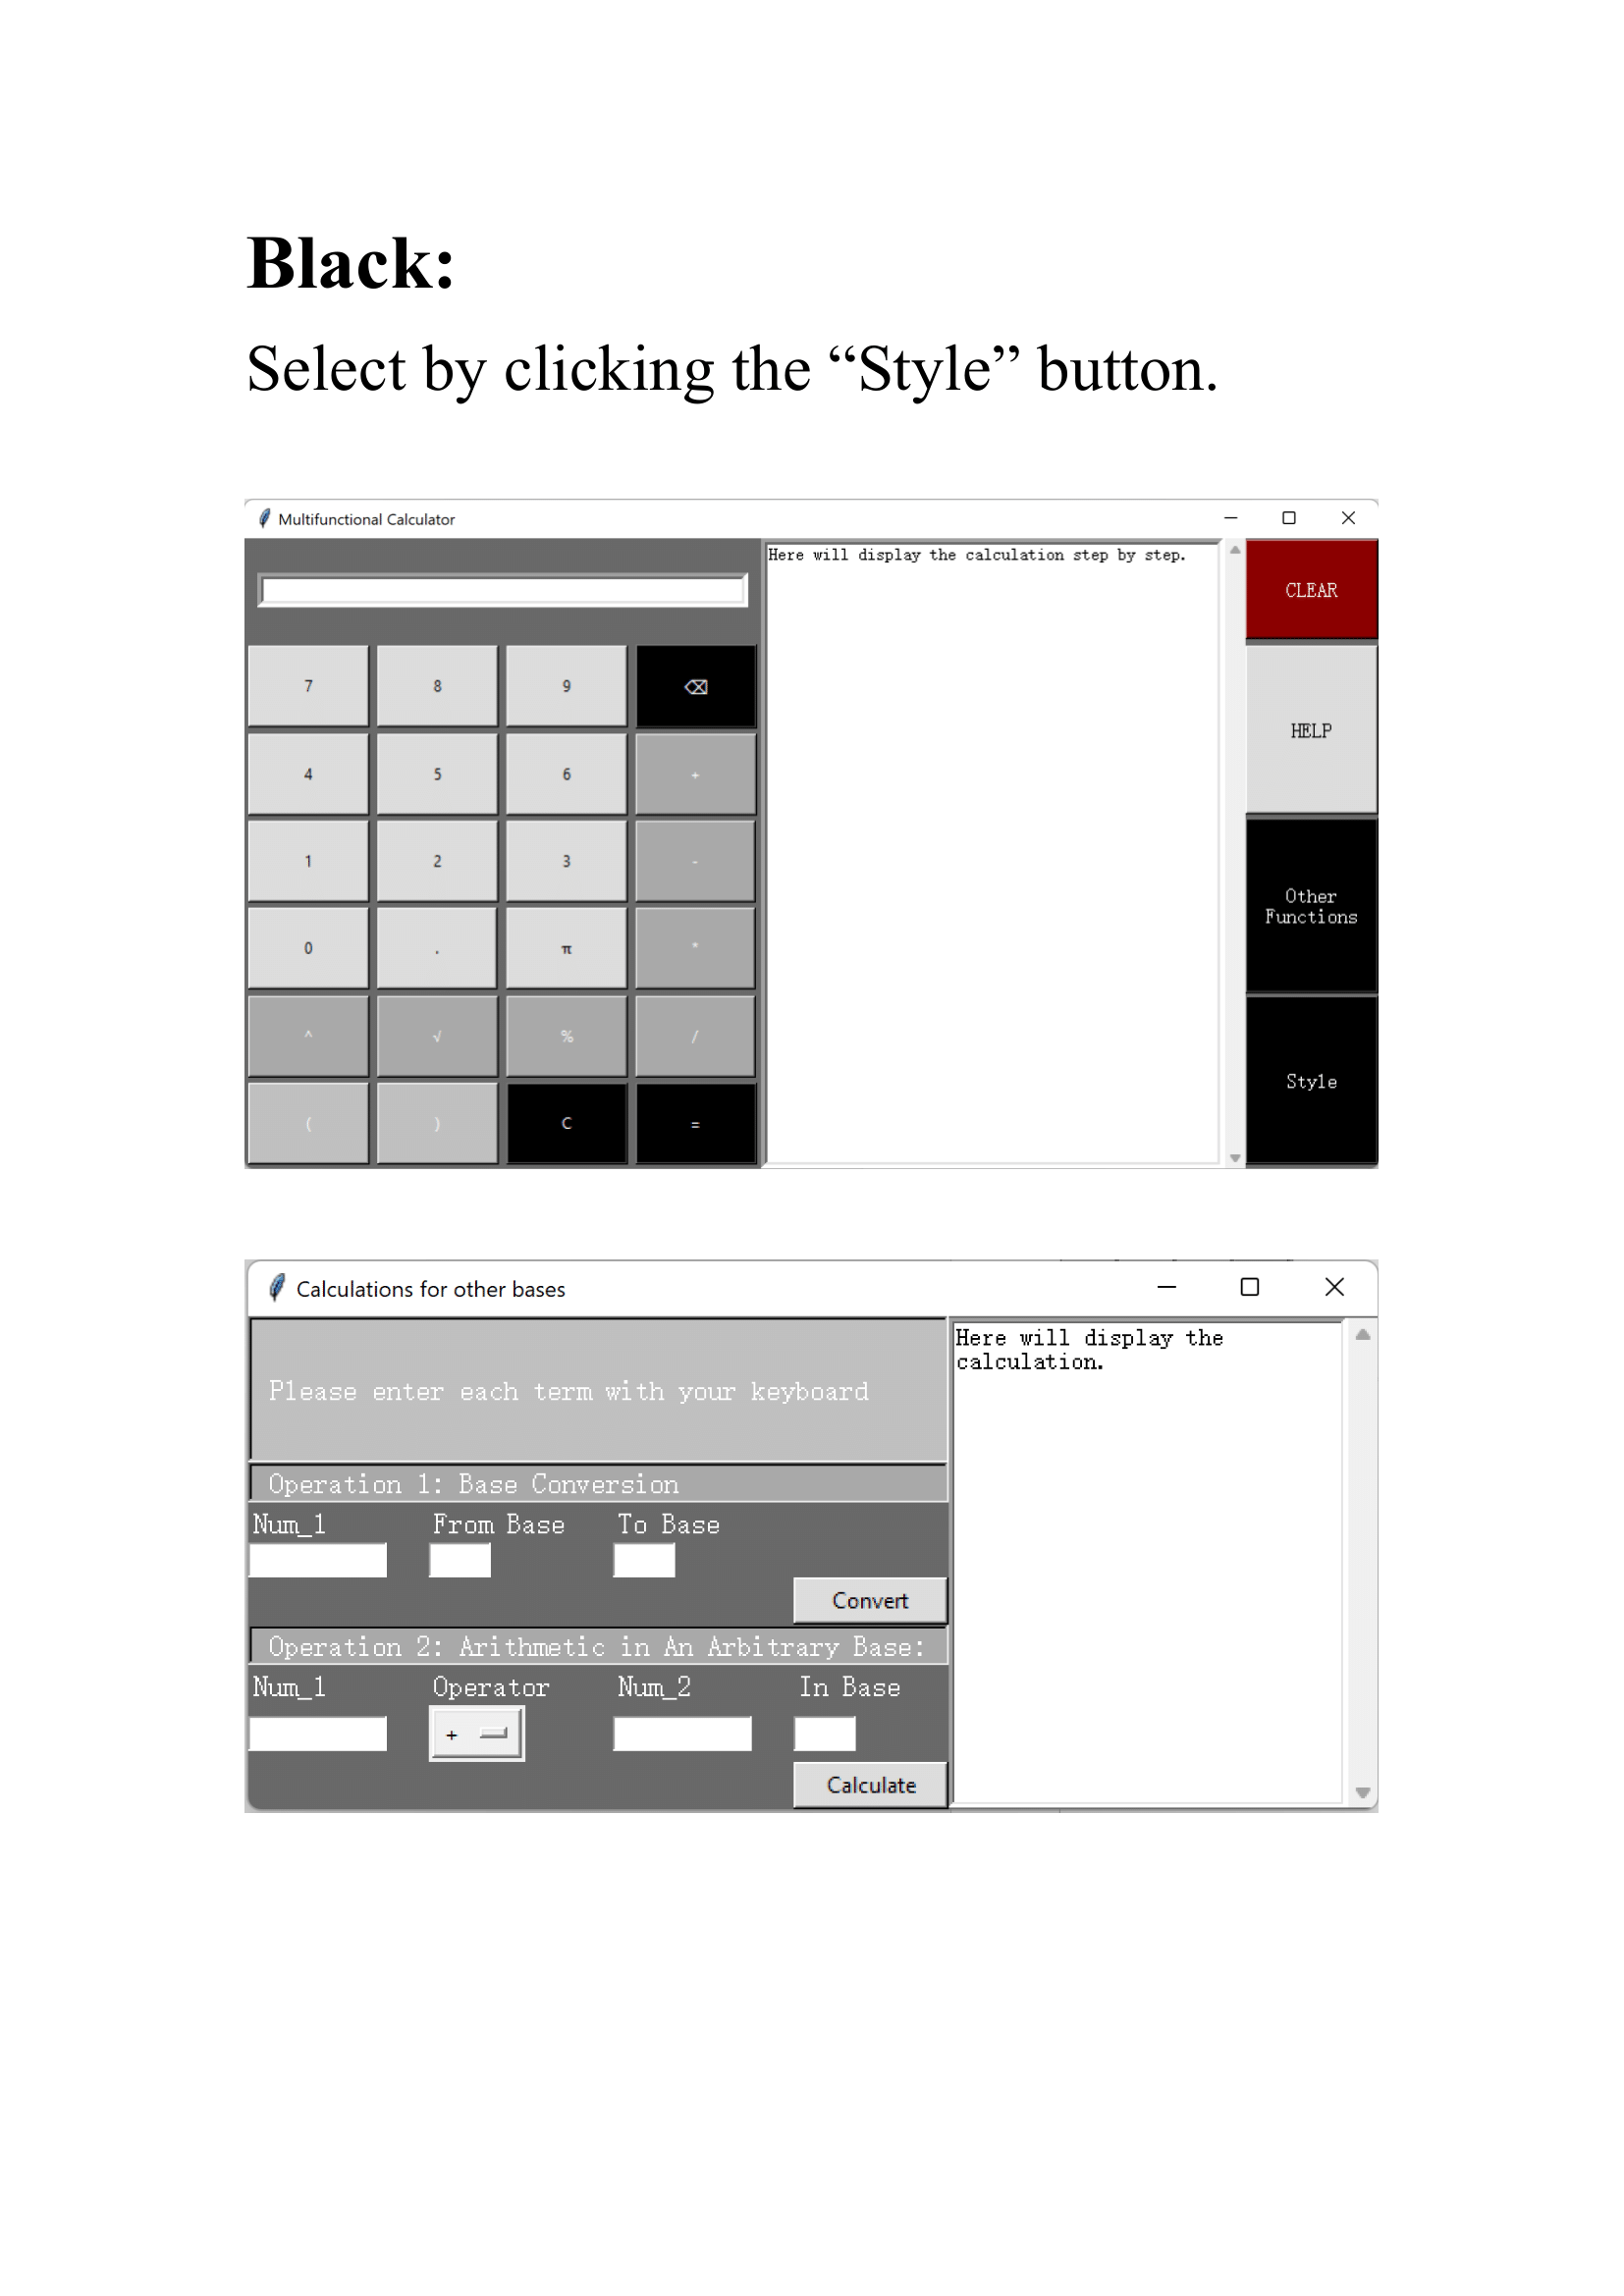 Black:
Select by clicking the “Style” button.
Multifunctional Calculator
Here will display the calculation step by step.
CLEAR
7 8 9 ⌫
HELP
4 5 6 +
1 2 3 -
Other
Functions
0 . π *
^ √ % /
Style
( ) C =
Calculations for other bases
Here will display the
calculation.
Please enter each term with your keyboard
Operation 1: Base Conversion
Num_1 From Base To Base
Convert
Operation 2: Arithmetic in An Arbitrary Base:
Num_1 Operator Num_2 In Base
+
Calculate